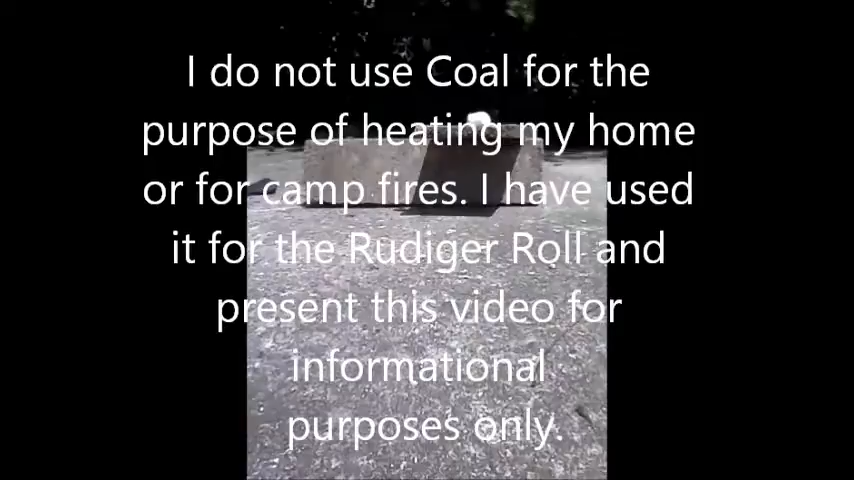 I do not use Coal for the
purpose of heating my home
or for camp fires. I have used
it for the Rudiger Roll and
present this video for
informational
purposes only.